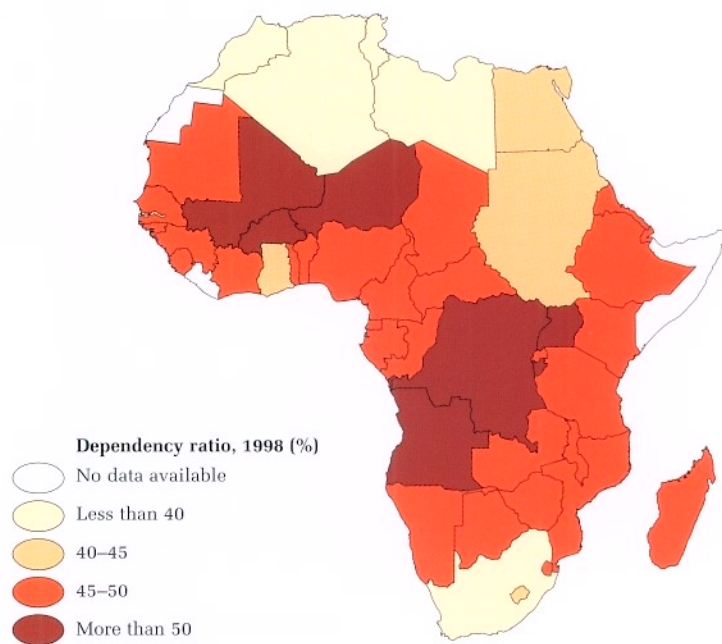 Dependency ratio, 1998 (%)
No data available
Less than 40
40–45
45–50
More than 50